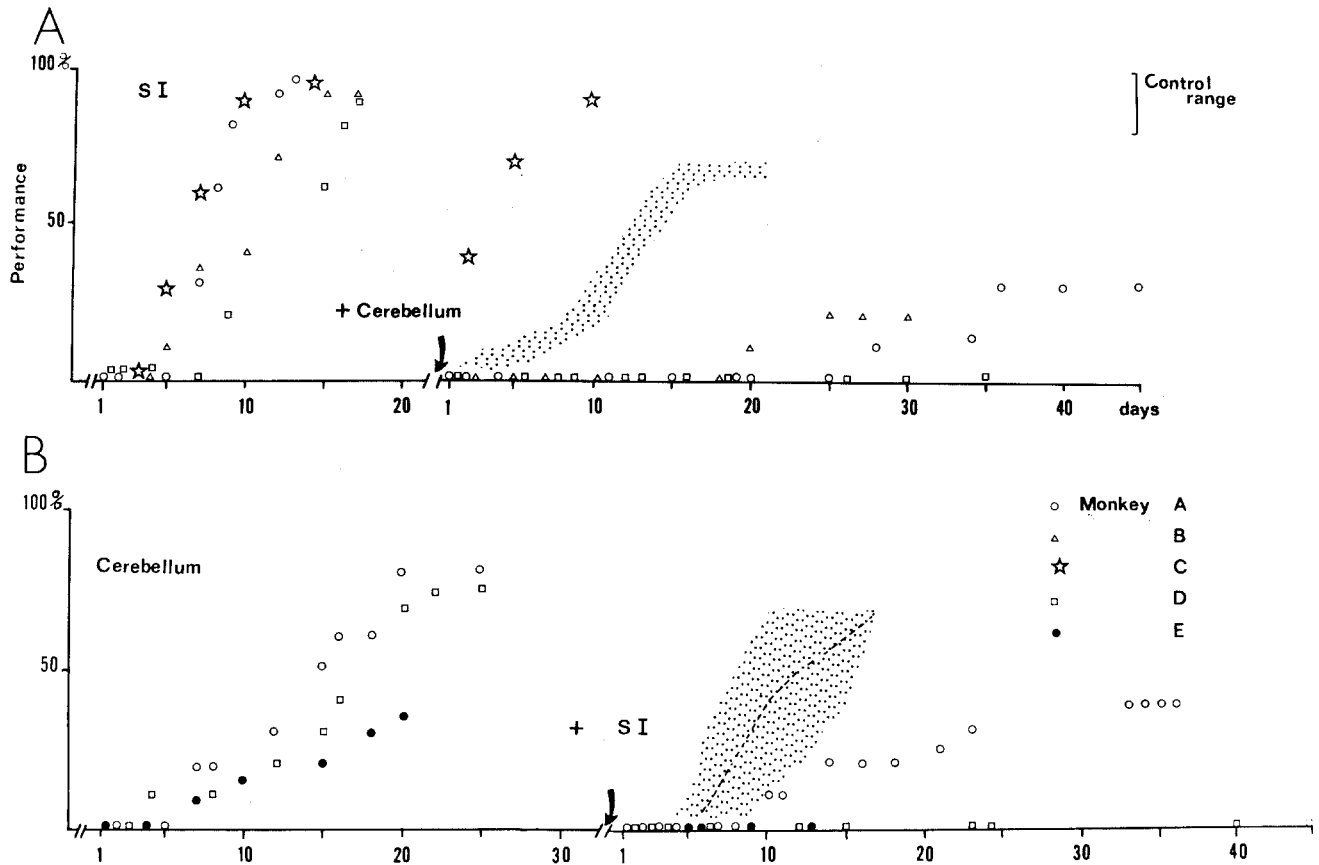 A
100%
SI
Control
range
Performance
50
+ Cerebellum
1 10 20 1 10 20 30 40 days
B
100%
Monkey A
B
Cerebellum
C
D
E
50
+ SI
1 10 20 30 1 10 20 30 40